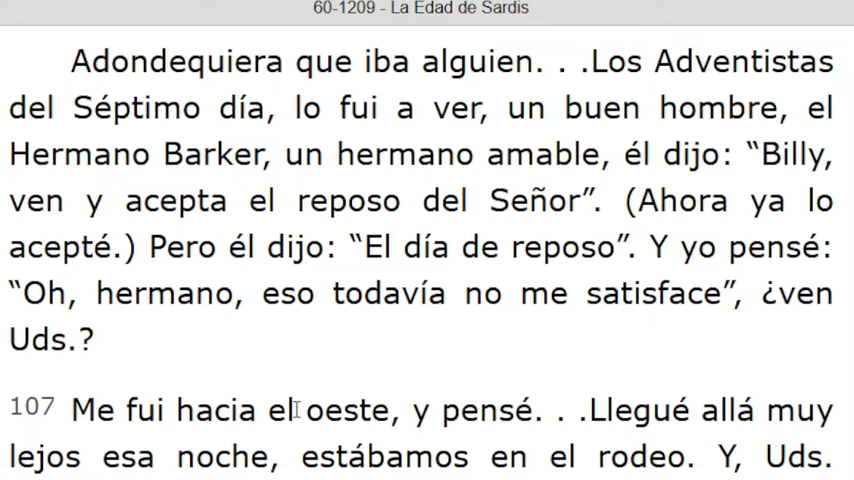 60-1209 - La Edad de Sardis
Adondequiera que iba alguien. . .Los Adventistas
del Séptimo día, lo fui a ver, un buen hombre, el
Hermano Barker, un hermano amable, él dijo: “Billy,
ven y acepta el reposo del Señor”. (Ahora ya lo
acepté.) Pero él dijo: “El día de reposo”. Y yo pensé:
“Oh, hermano, eso todavía no me satisface”, ¿ven
Uds.?
107 Me fui hacia el oeste, y pensé. . .Llegué allá muy
lejos esa noche, estábamos en el rodeo. Y, Uds.